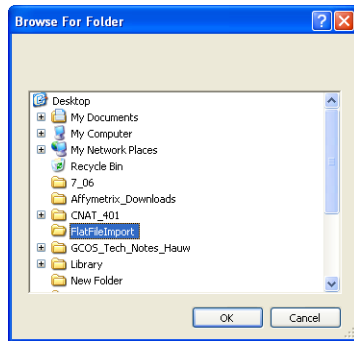 Browse For Folder
Desktop
My Documents
My Computer
My Network Places
Recycle Bin
7_06
Affymetrix_Downloads
CNAT_401
FlatFileImport
GCOS_Tech_Notes_Hauw
Library
New Folder
OK
Cancel